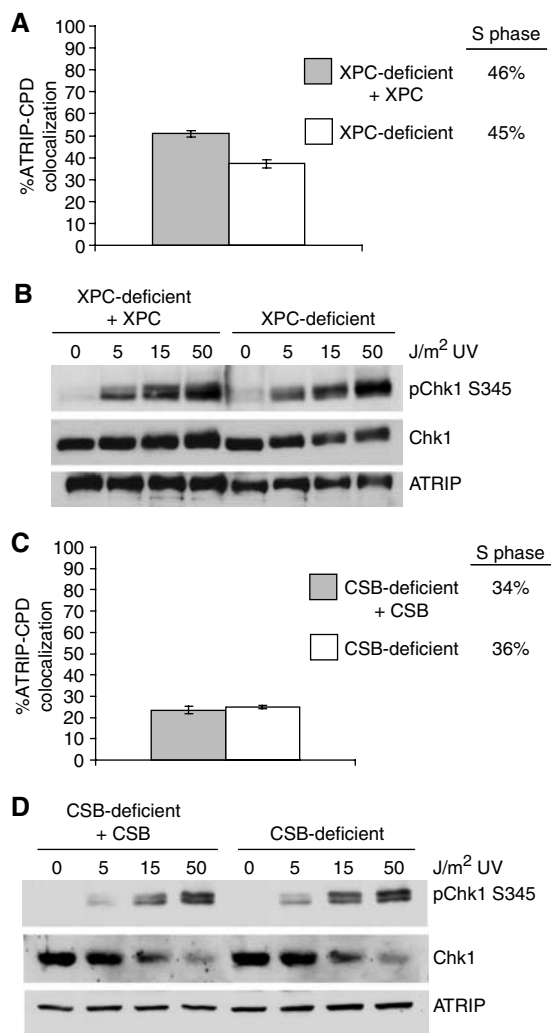 A
%ATRIP-CPD
colocalization
100
90
80
70
60
50
40
30
20
10
0
S phase
XPC-deficient
+ XPC
46%
XPC-deficient
45%
B
XPC-deficient
+ XPC
XPC-deficient
0 5 15 50 0 5 15 50 J/m² UV
pChk1 S345
Chk1
ATRIP
C
%ATRIP-CPD
colocalization
100
90
80
70
60
50
40
30
20
10
0
S phase
CSB-deficient
+ CSB
34%
CSB-deficient
36%
D
CSB-deficient
+ CSB
CSB-deficient
0 5 15 50 0 5 15 50 J/m² UV
pChk1 S345
Chk1
ATRIP